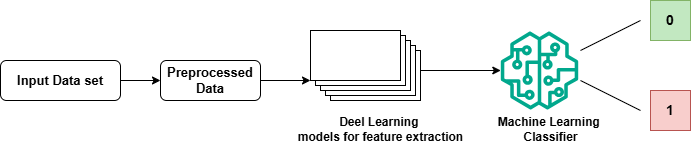 Input Data set
Preprocessed
Data
Deel Learning
models for feature extraction
Machine Learning
Classifier
0
1